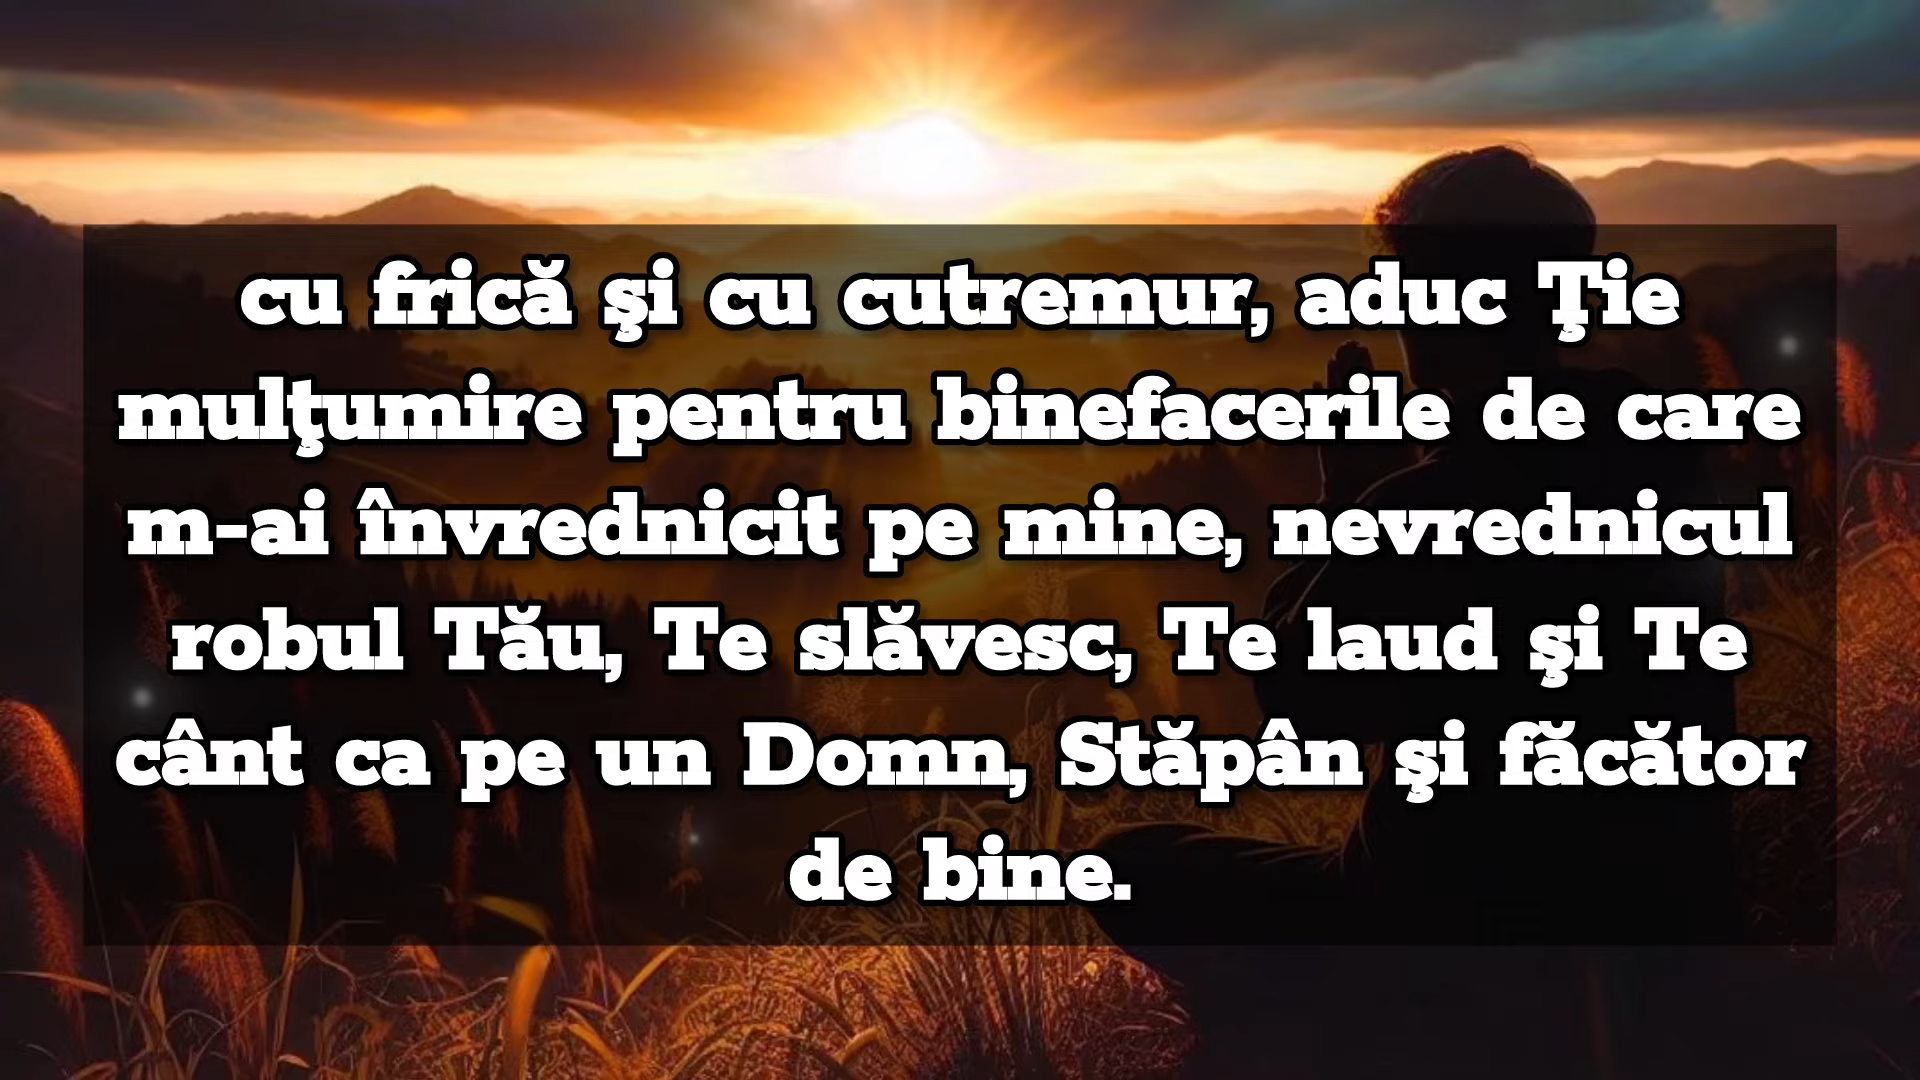 cu frică şi cu cutremur, aduc Ţie
mulţumire pentru binefacerile de care
m-ai învrednicit pe mine, nevrednicul
robul Tău, Te slăvesc, Te laud şi Te
cânt ca pe un Domn, Stăpân şi făcător
de bine.